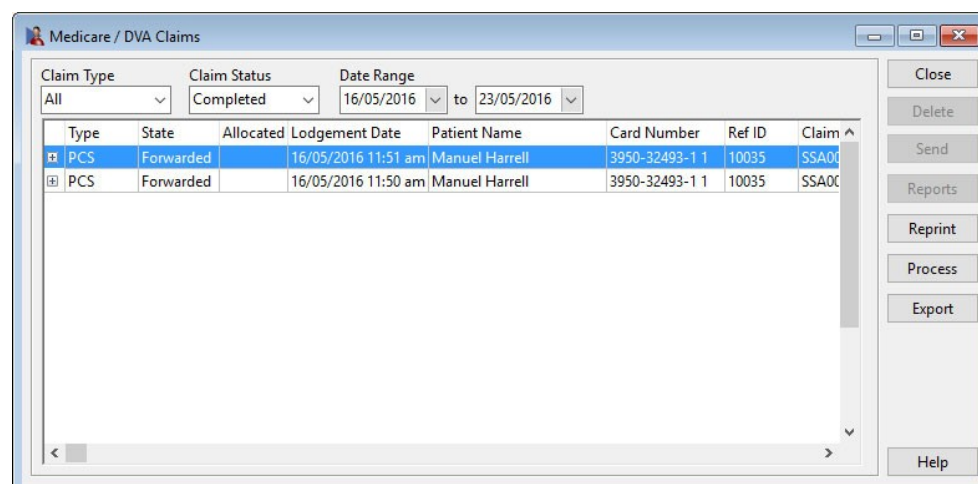 Medicare / DVA Claims
Claim Type Claim Status Date Range
All Completed 16/05/2016 to 23/05/2016
Type State Allocated Lodgement Date Patient Name Card Number Ref ID Claim
PCS Forwarded 16/05/2016 11:51 am Manuel Harrell 3950-32493-1 1 10035 SSA00
PCS Forwarded 16/05/2016 11:50 am Manuel Harrell 3950-32493-1 1 10035 SSA00
Close
Delete
Send
Reports
Reprint
Process
Export
Help